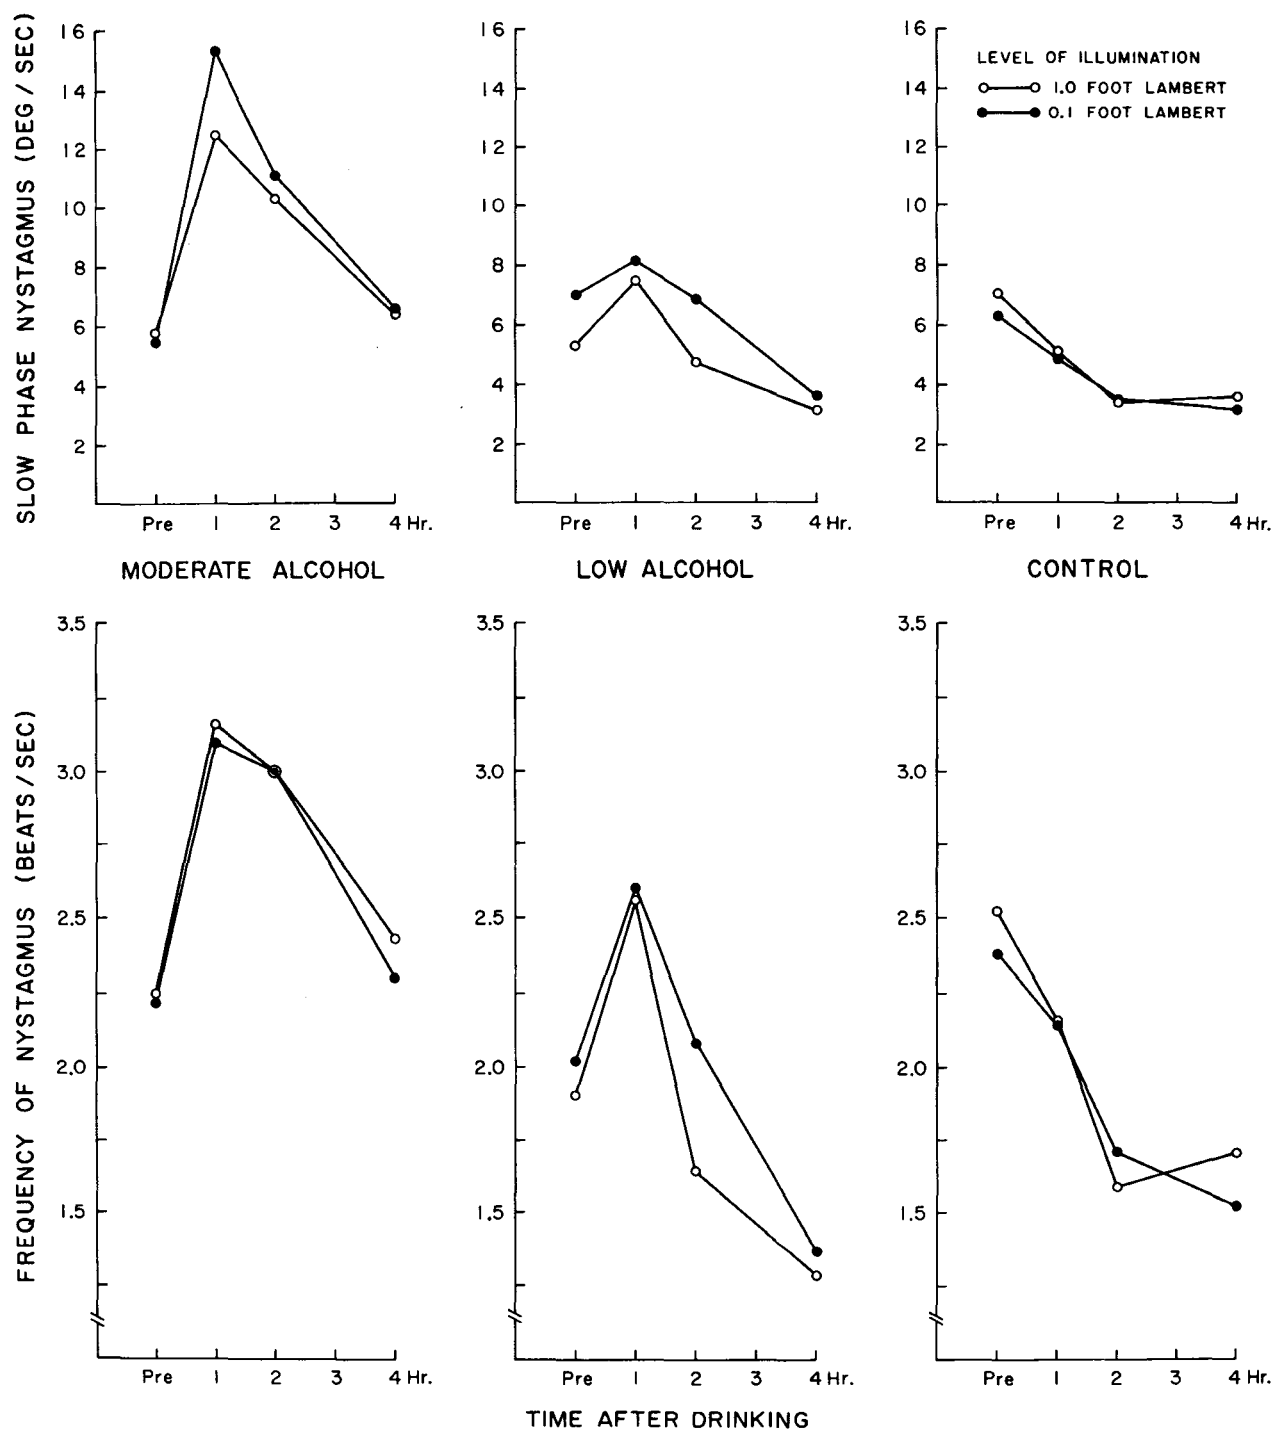 SLOW PHASE NYSTAGMUS (DEG / SEC)
16
14
12
10
8
6
4
2
Pre 1 2 3 4 Hr.
MODERATE ALCOHOL
16
14
12
10
8
6
4
2
Pre 1 2 3 4 Hr.
LOW ALCOHOL
16
14
12
10
8
6
4
2
LEVEL OF ILLUMINATION
1.0 FOOT LAMBERT
0.1 FOOT LAMBERT
Pre 1 2 3 4 Hr.
CONTROL
FREQUENCY OF NYSTAGMUS (BEATS / SEC)
3.5
3.0
2.5
2.0
1.5
Pre 1 2 3 4 Hr.
3.5
3.0
2.5
2.0
1.5
Pre 1 2 3 4 Hr.
3.5
3.0
2.5
2.0
1.5
Pre 1 2 3 4 Hr.
TIME AFTER DRINKING